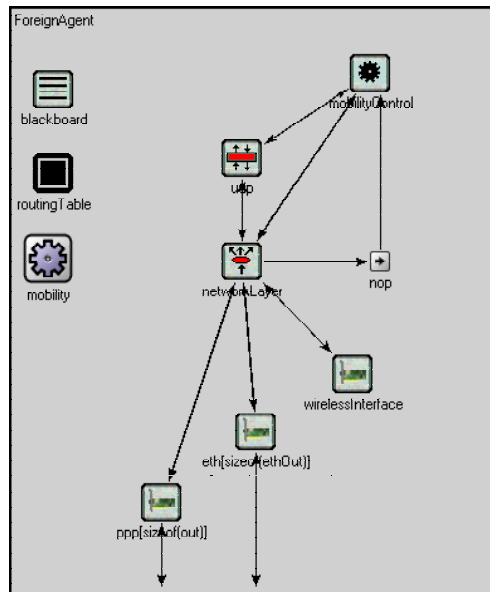 ForeignAgent
mobilityControl
blackboard
udp
routingTable
networkLayer
nop
mobility
wirelessInterface
eth[sizeof(ethOut)]
ppp[sizeof(out)]